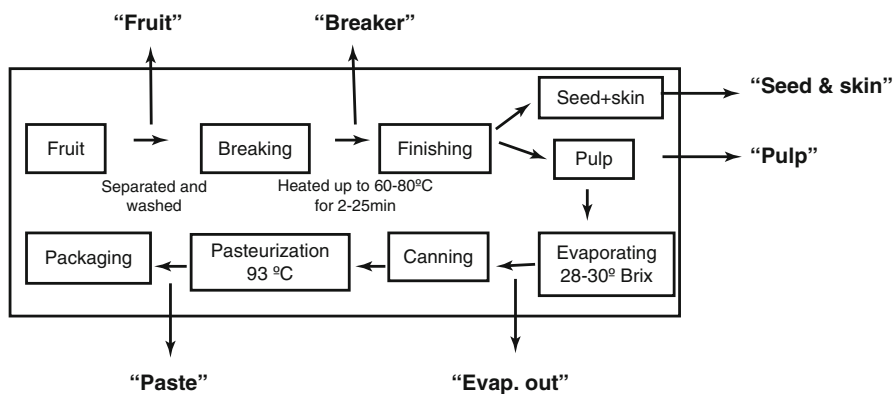 “Fruit”
“Breaker”
Seed+skin
“Seed & skin”
Fruit
Breaking
Finishing
Pulp
“Pulp”
Separated and
washed
Heated up to 60-80ºC
for 2-25min
Packaging
Pasteurization
93 ºC
Canning
Evaporating
28-30º Brix
“Paste”
“Evap. out”